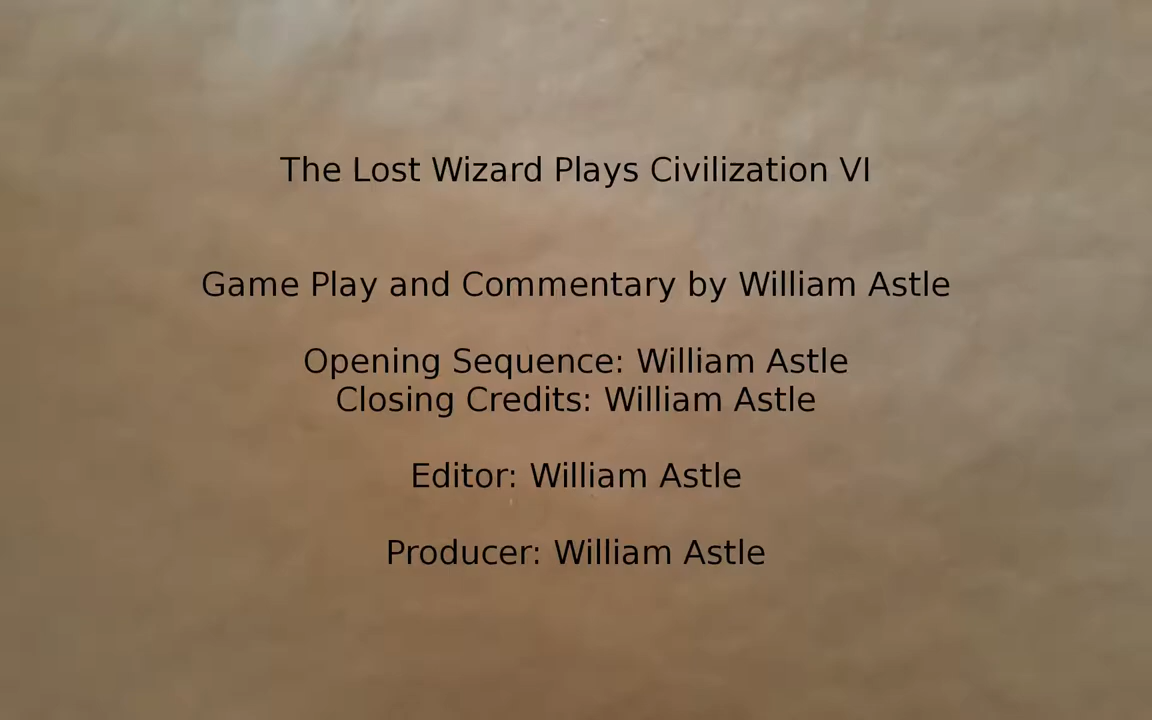 The Lost Wizard Plays Civilization VI
Game Play and Commentary by William Astle
Opening Sequence: William Astle
Closing Credits: William Astle
Editor: William Astle
Producer: William Astle